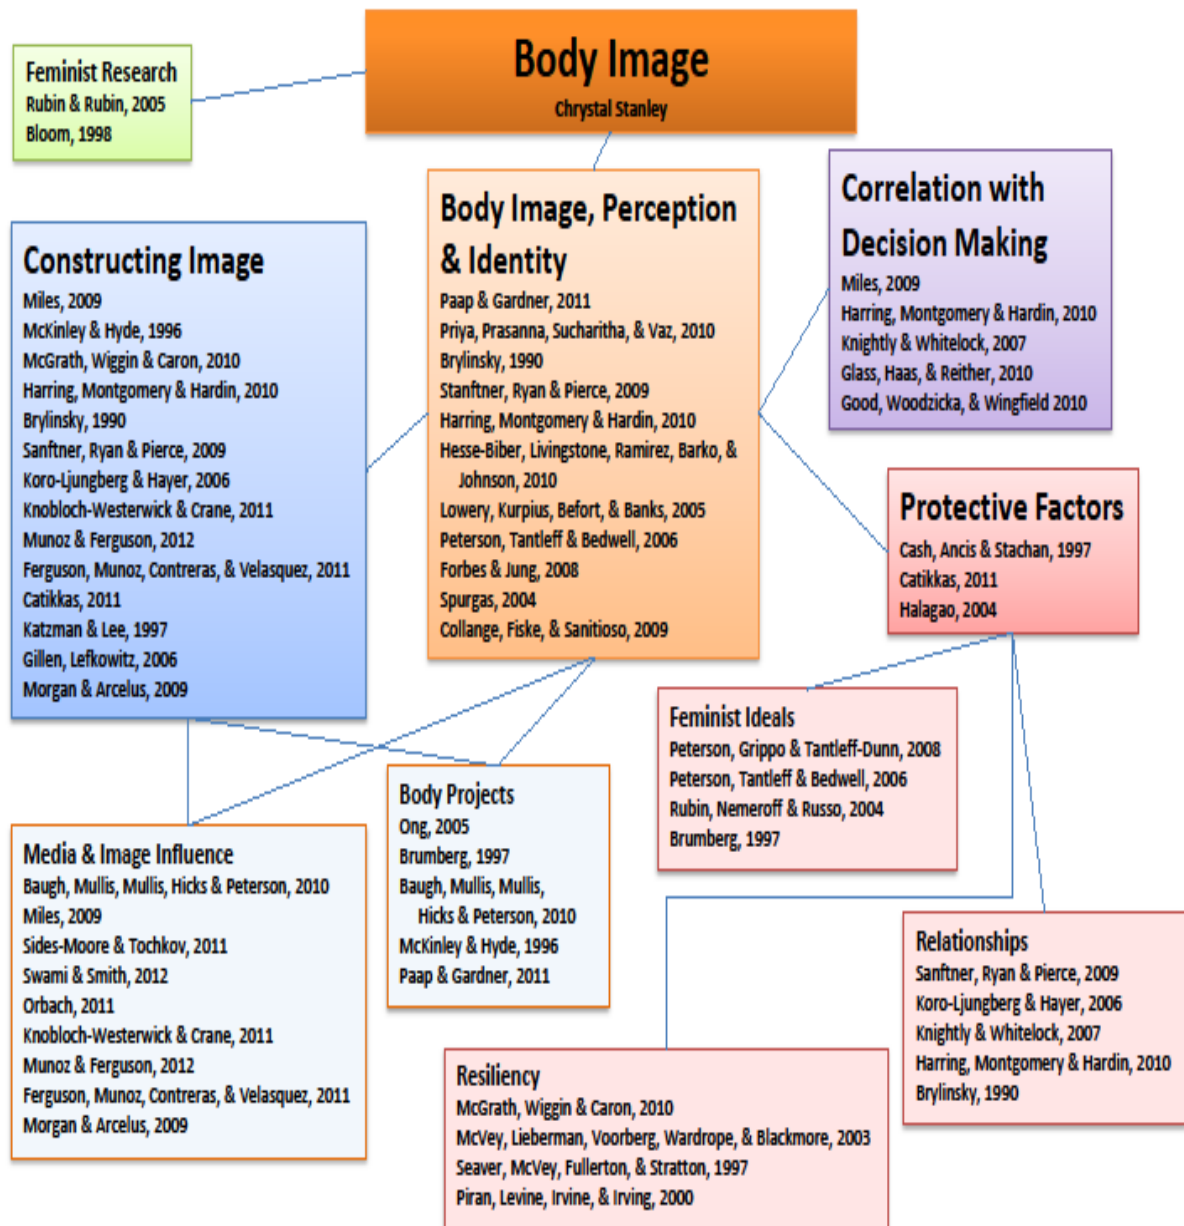 Body Image
Chrystal Stanley
Feminist Research
Rubin & Rubin, 2005
Bloom, 1998
Constructing Image
Miles, 2009
McKinley & Hyde, 1996
McGrath, Wiggin & Caron, 2010
Harring, Montgomery & Hardin, 2010
Brylinsky, 1990
Sanftner, Ryan & Pierce, 2009
Koro-Ljungberg & Hayer, 2006
Knobloch-Westerwick & Crane, 2011
Munoz & Ferguson, 2012
Ferguson, Munoz, Contreras, & Velasquez, 2011
Catikkas, 2011
Katzman & Lee, 1997
Gillen, Lefkowitz, 2006
Morgan & Arcelus, 2009
Body Image, Perception
& Identity
Paap & Gardner, 2011
Priya, Prasanna, Sucharitha, & Vaz, 2010
Brylinsky, 1990
Stanftner, Ryan & Pierce, 2009
Harring, Montgomery & Hardin, 2010
Hesse-Biber, Livingstone, Ramirez, Barko, &
Johnson, 2010
Lowery, Kurpius, Befort, & Banks, 2005
Peterson, Tantleff & Bedwell, 2006
Forbes & Jung, 2008
Spurgas, 2004
Collange, Fiske, & Sanitioso, 2009
Correlation with
Decision Making
Miles, 2009
Harring, Montgomery & Hardin, 2010
Knightly & Whitelock, 2007
Glass, Haas, & Reither, 2010
Good, Woodzicka, & Wingfield 2010
Protective Factors
Cash, Ancis & Stachan, 1997
Catikkas, 2011
Halagao, 2004
Feminist Ideals
Peterson, Grippo & Tantleff-Dunn, 2008
Peterson, Tantleff & Bedwell, 2006
Rubin, Nemeroff & Russo, 2004
Brumberg, 1997
Body Projects
Ong, 2005
Brumberg, 1997
Baugh, Mullis, Mullis,
Hicks & Peterson, 2010
McKinley & Hyde, 1996
Paap & Gardner, 2011
Media & Image Influence
Baugh, Mullis, Mullis, Hicks & Peterson, 2010
Miles, 2009
Sides-Moore & Tochkov, 2011
Swami & Smith, 2012
Orbach, 2011
Knobloch-Westerwick & Crane, 2011
Munoz & Ferguson, 2012
Ferguson, Munoz, Contreras, & Velasquez, 2011
Morgan & Arcelus, 2009
Relationships
Sanftner, Ryan & Pierce, 2009
Koro-Ljungberg & Hayer, 2006
Knightly & Whitelock, 2007
Harring, Montgomery & Hardin, 2010
Brylinsky, 1990
Resiliency
McGrath, Wiggin & Caron, 2010
McVey, Lieberman, Voorberg, Wardrope, & Blackmore, 2003
Seaver, McVey, Fullerton, & Stratton, 1997
Piran, Levine, Irvine, & Irving, 2000